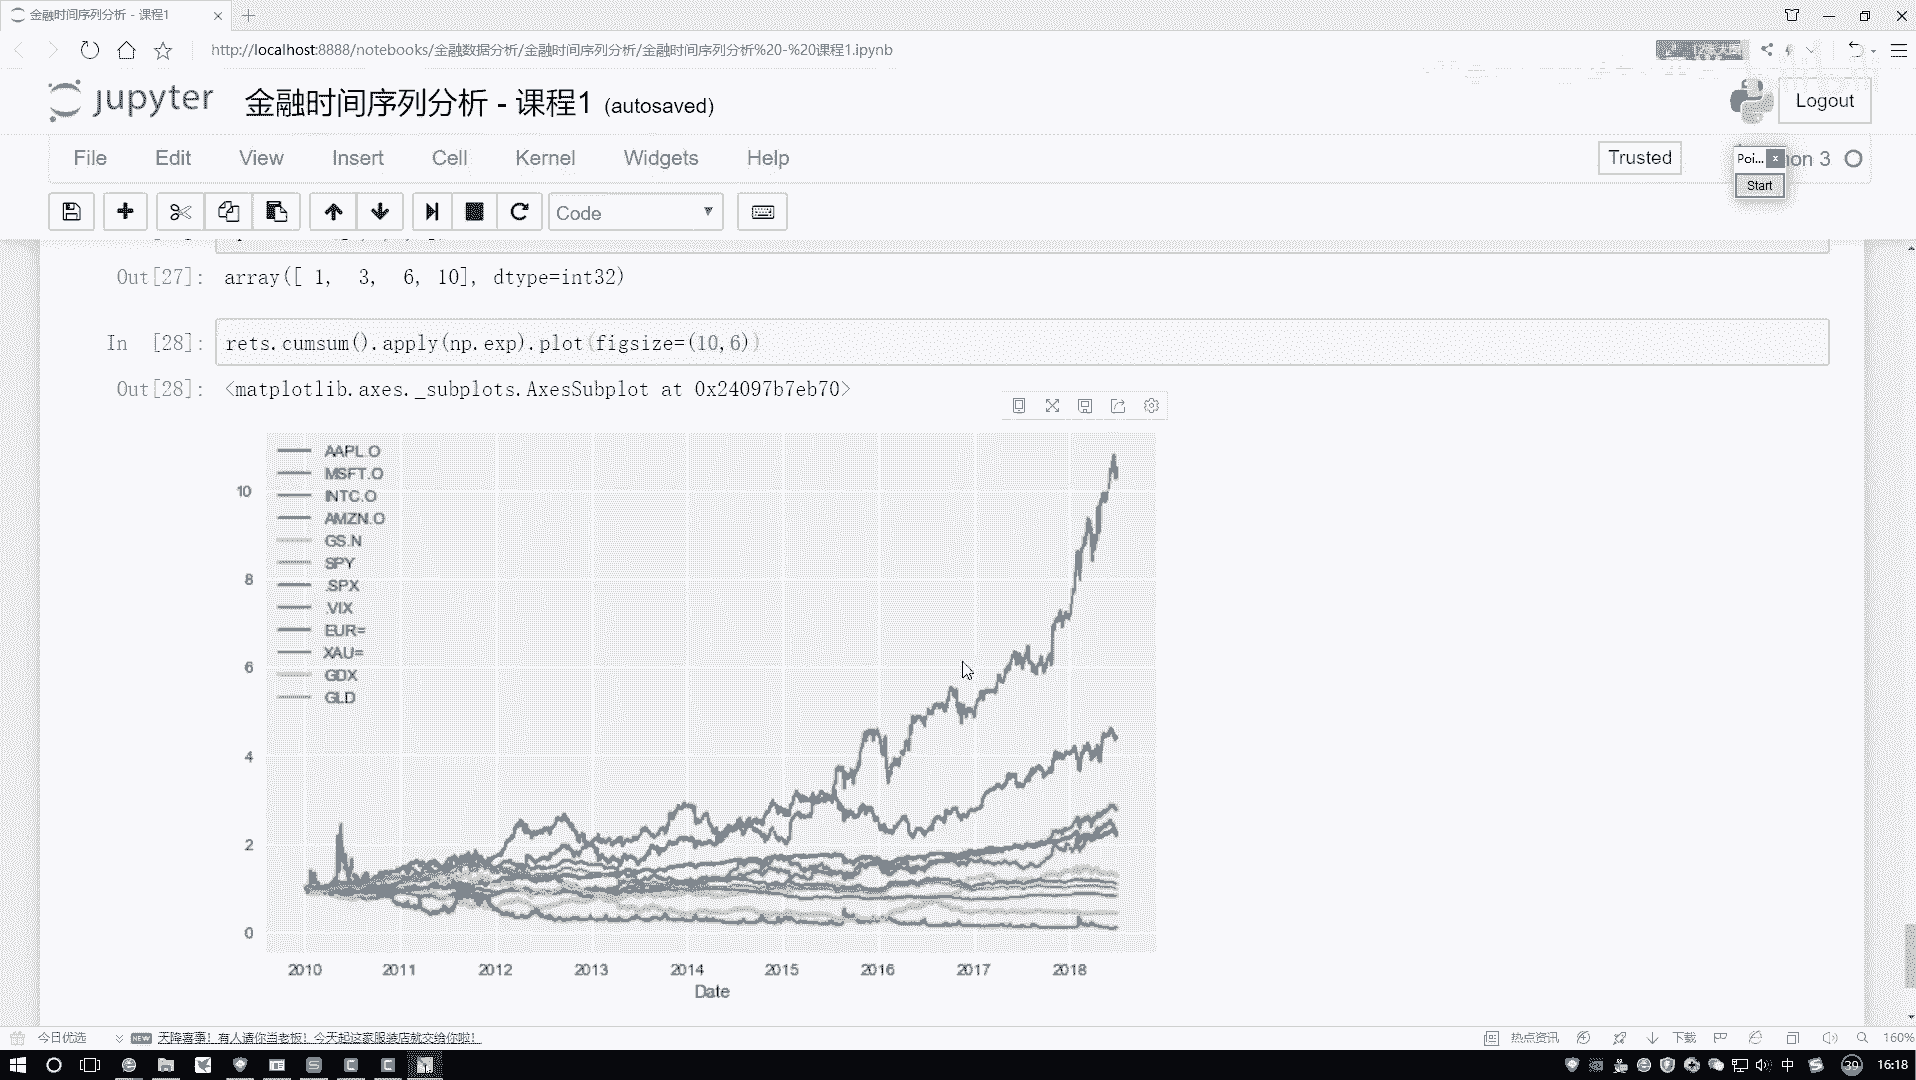 金融时间序列分析 - 课程1
http://localhost:8888/notebooks/金融数据分析/金融时间序列分析/金融时间序列分析%20-%20课程1.ipynb
jupyter 金融时间序列分析 - 课程1 (autosaved)
Logout
File Edit View Insert Cell Kernel Widgets Help
Trusted
Poi...
on 3
Start
Code
Out[27]: array([ 1, 3, 6, 10], dtype=int32)
In [28]: rets.cumsum().apply(np.exp).plot(figsize=(10,6))
Out[28]: <matplotlib.axes._subplots.AxesSubplot at 0x24097b7eb70>
AAPL.O
MSFT.O
INTC.O
AMZN.O
GS.N
SPY
.SPX
.VIX
EUR=
XAU=
GDX
GLD
10
8
6
4
2
0
2010 2011 2012 2013 2014 2015 2016 2017 2018
Date
今日优选
NEW
天降喜事！有人请你当老板！今天起这家服装店就交给你啦！
热点资讯
下载
160%
中
39
16:18